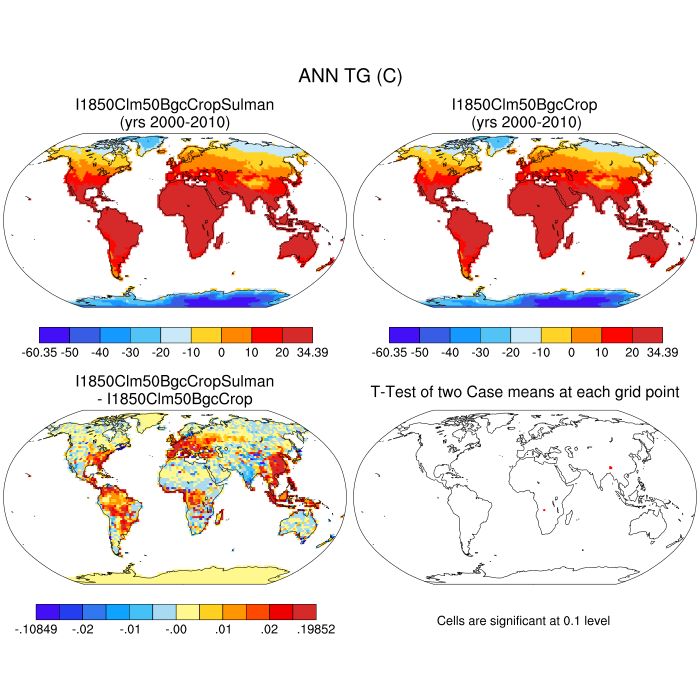 ANN TG (C)
I1850Clm50BgcCropSulman
(yrs 2000-2010)
I1850Clm50BgcCrop
(yrs 2000-2010)
-60.35 -50 -40 -30 -20 -10 0 10 20 34.39
-60.35 -50 -40 -30 -20 -10 0 10 20 34.39
I1850Clm50BgcCropSulman
- I1850Clm50BgcCrop
T-Test of two Case means at each grid point
-.10849 -.02 -.01 -.00 .01 .02 .19852
Cells are significant at 0.1 level